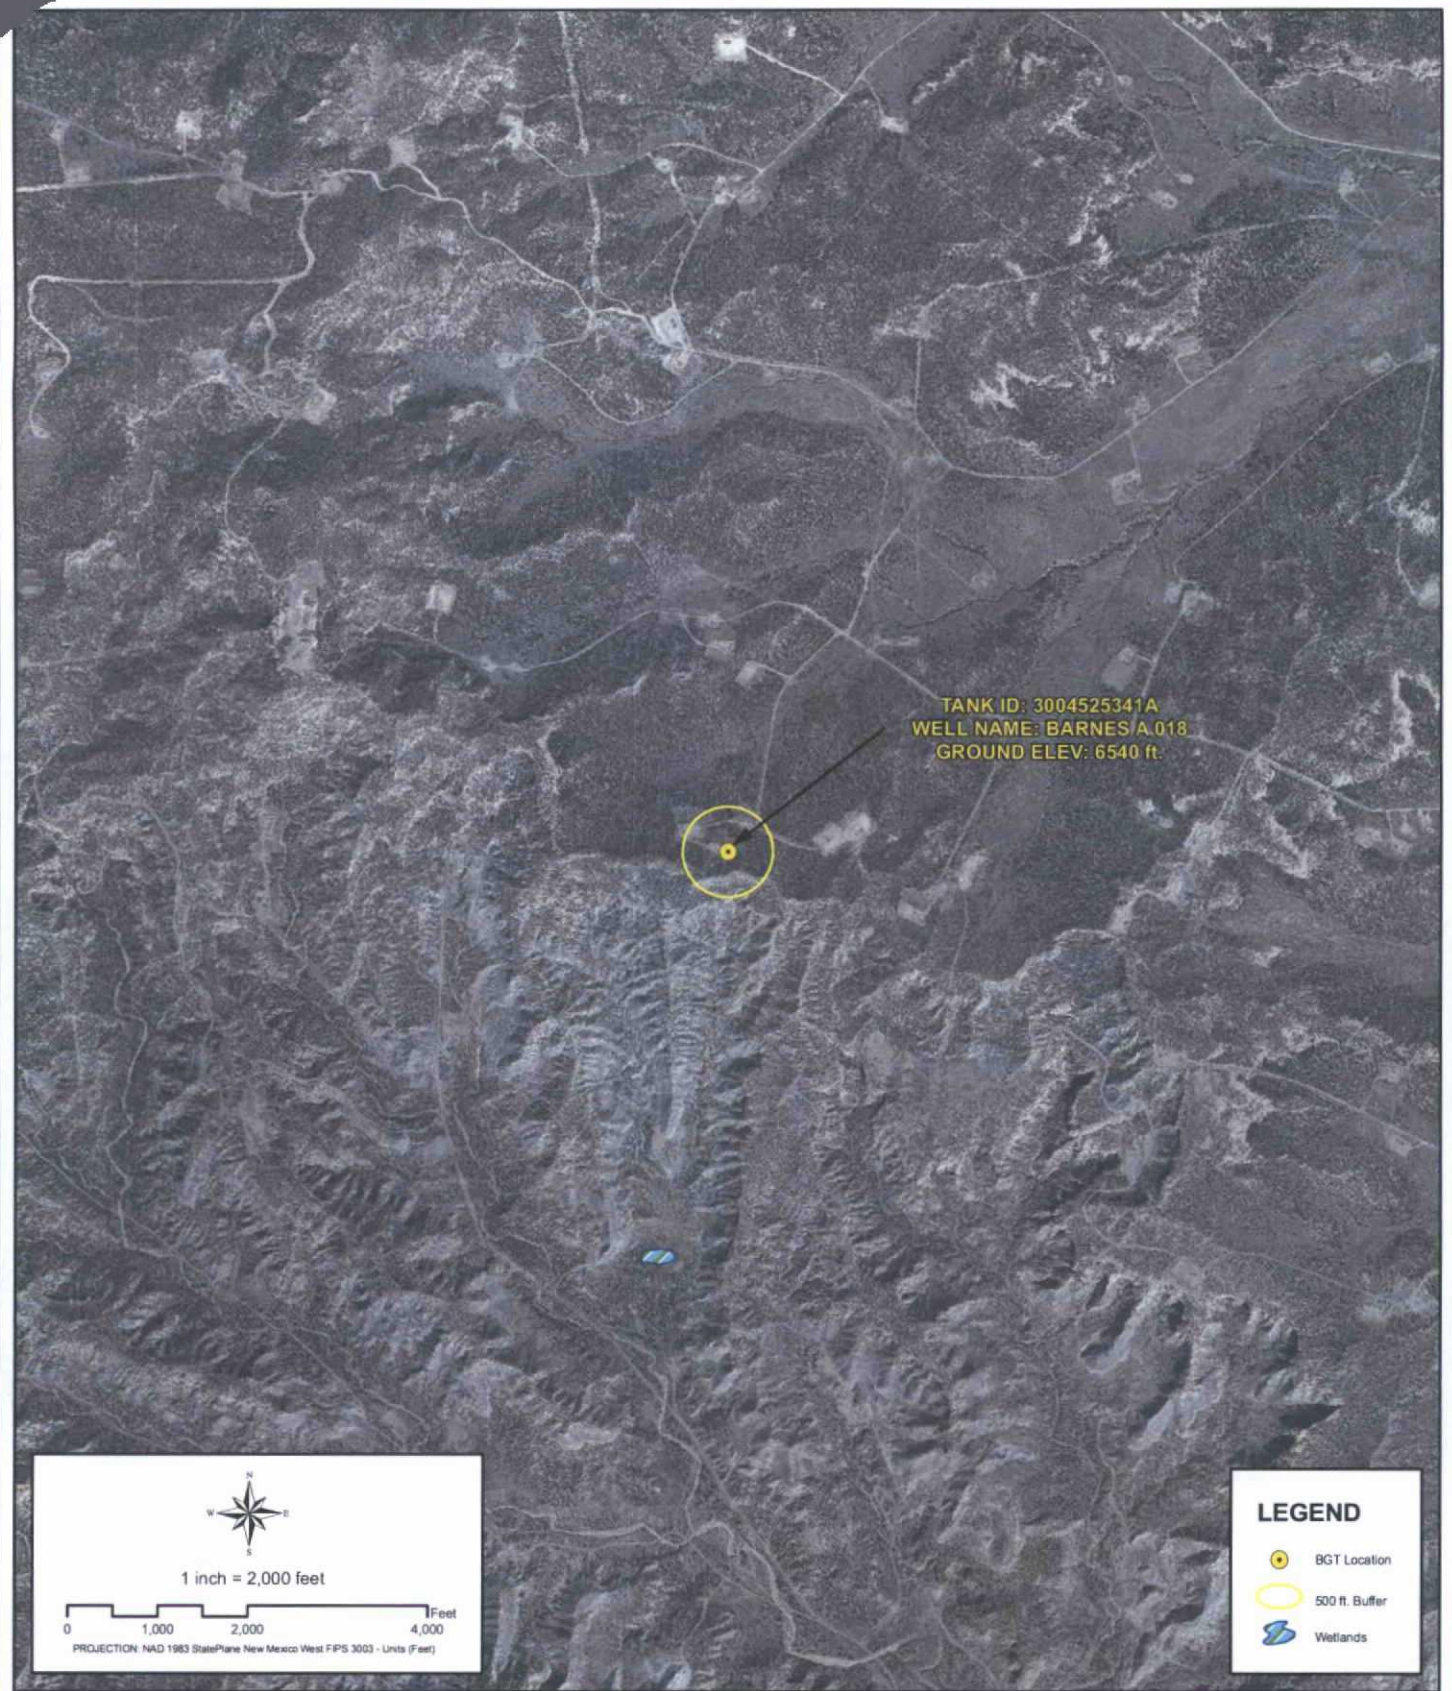 TANK ID: 3004525341A
WELL NAME: BARNES A 018
GROUND ELEV: 6540 ft.
N
W E
S
1 inch = 2,000 feet
Feet
0 1,000 2,000 4,000
PROJECTION: NAD 1983 StatePlane New Mexico West FIPS 3003 - Units (Feet)
LEGEND
BGT Location
500 ft. Buffer
Wetlands